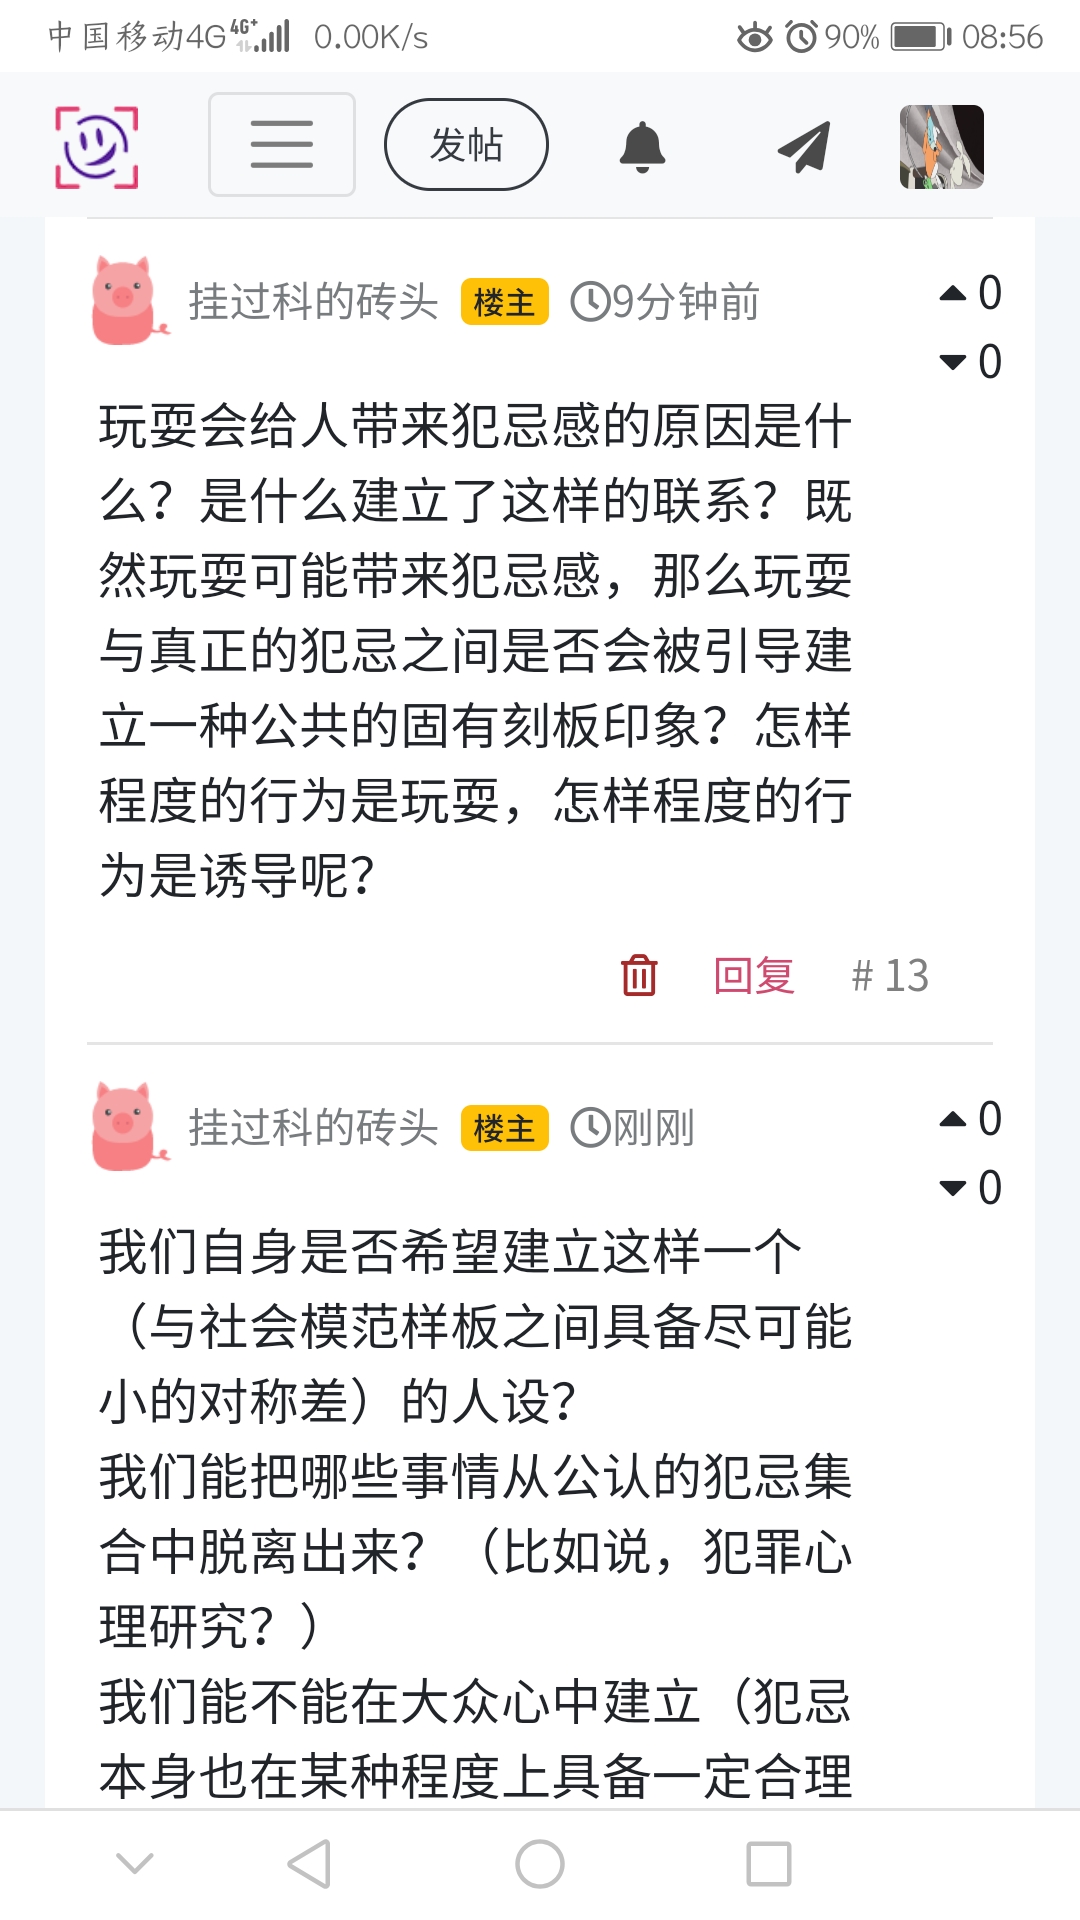 中国移动4G 4G+ 0.00K/s 90% 08:56
发帖
挂过科的砖头 楼主 9分钟前 0
0
玩耍会给人带来犯忌感的原因是什
么？是什么建立了这样的联系？既
然玩耍可能带来犯忌感，那么玩耍
与真正的犯忌之间是否会被引导建
立一种公共的固有刻板印象？怎样
程度的行为是玩耍，怎样程度的行
为是诱导呢？
回复 # 13
挂过科的砖头 楼主 刚刚 0
0
我们自身是否希望建立这样一个
（与社会模范样板之间具备尽可能
小的对称差）的人设？
我们能把哪些事情从公认的犯忌集
合中脱离出来？（比如说，犯罪心
理研究？）
我们能不能在大众心中建立（犯忌
本身也在某种程度上具备一定合理